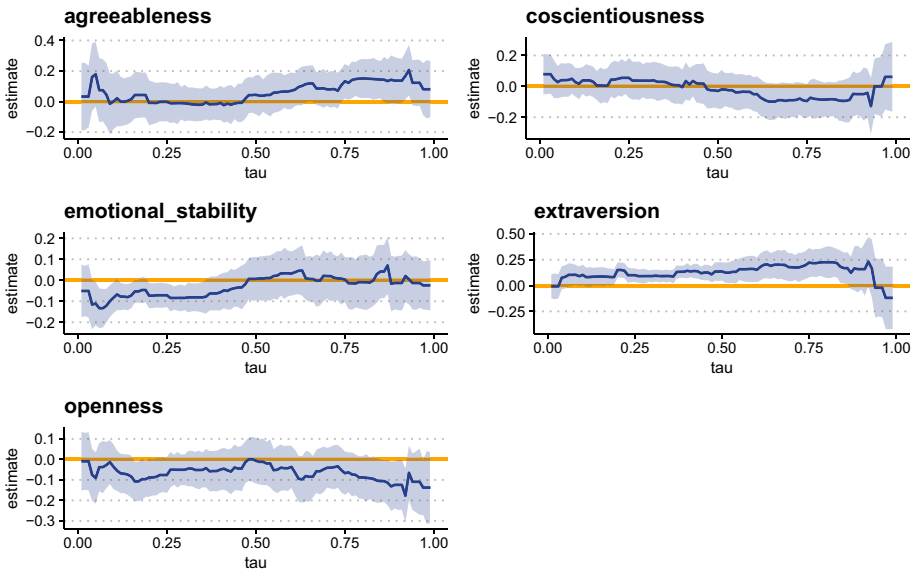 agreeableness
0.4
0.2
0.0
−0.2
estimate
0.00 0.25 0.50 0.75 1.00
tau
coscientiousness
0.2
0.0
−0.2
estimate
0.00 0.25 0.50 0.75 1.00
tau
emotional_stability
0.2
0.1
0.0
−0.1
−0.2
estimate
0.00 0.25 0.50 0.75 1.00
tau
extraversion
0.50
0.25
0.00
−0.25
estimate
0.00 0.25 0.50 0.75 1.00
tau
openness
0.1
0.0
−0.1
−0.2
−0.3
estimate
0.00 0.25 0.50 0.75 1.00
tau